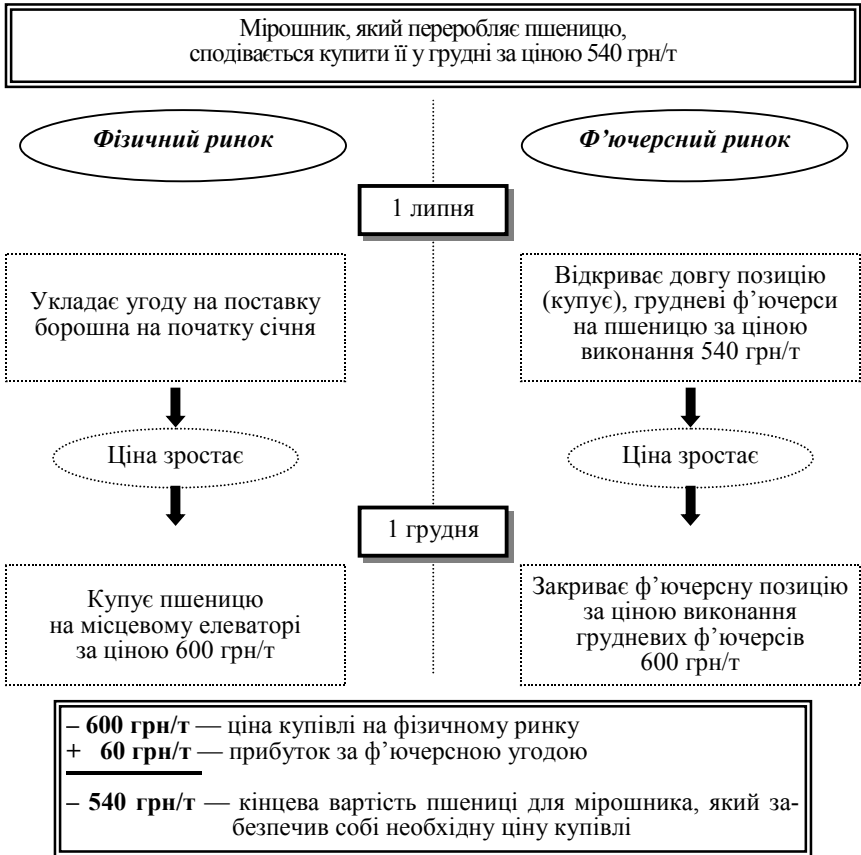 Мірошник, який переробляє пшеницю,
сподівається купити її у грудні за ціною 540 грн/т
Фізичний ринок
Ф’ючерсний ринок
1 липня
Укладає угоду на поставку
борошна на початку січня
Відкриває довгу позицію
(купує), грудневі ф’ючерси
на пшеницю за ціною
виконання 540 грн/т
Ціна зростає
Ціна зростає
1 грудня
Купує пшеницю
на місцевому елеваторі
за ціною 600 грн/т
Закриває ф’ючерсну позицію
за ціною виконання
грудневих ф’ючерсів
600 грн/т
– 600 грн/т — ціна купівлі на фізичному ринку
+ 60 грн/т — прибуток за ф’ючерсною угодою
– 540 грн/т — кінцева вартість пшениці для мірошника, який за-
безпечив собі необхідну ціну купівлі